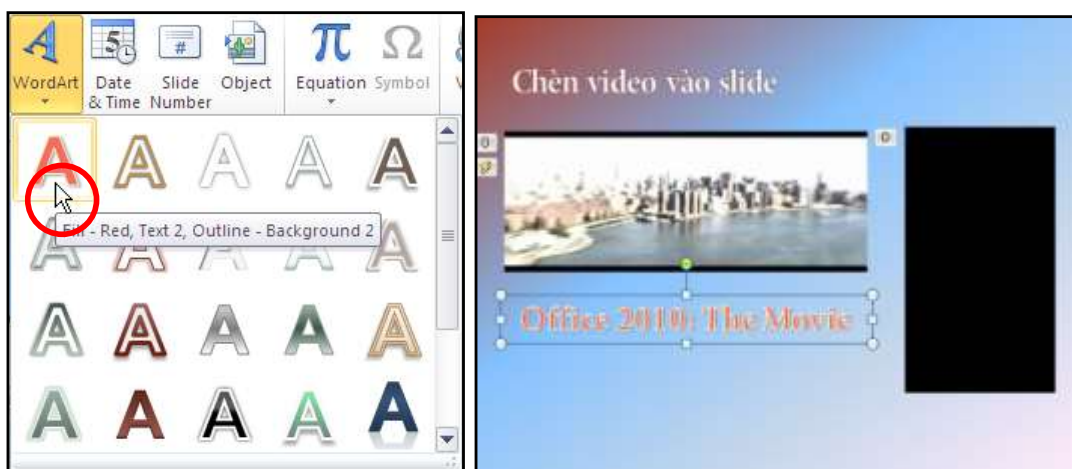 WordArt
Date
& Time
Slide
Number
Object
Equation
Symbol
Fill - Red, Text 2, Outline - Background 2
Chèn video vào slide
Office 2010: The Movie